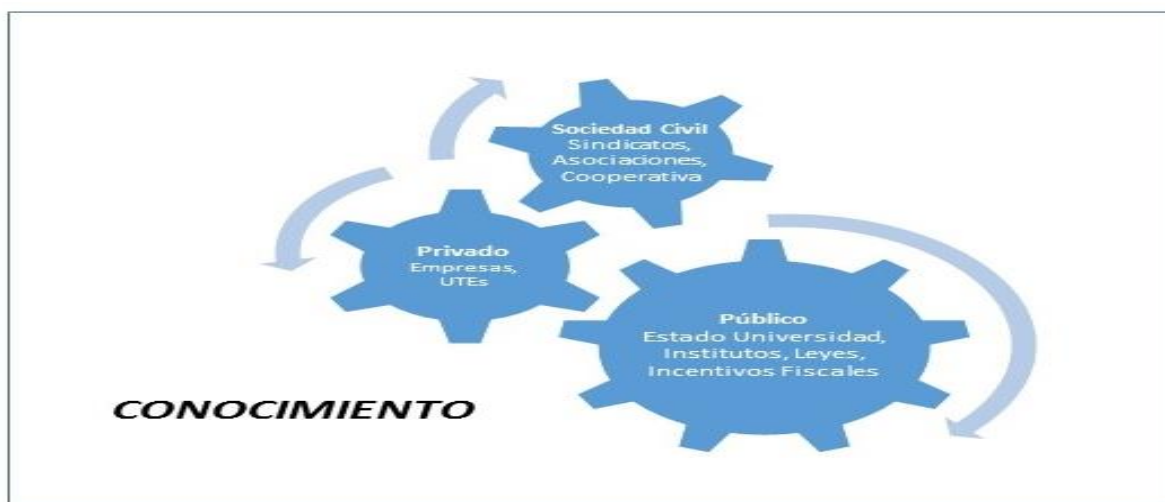 Sociedad Civil
Sindicatos,
Asociaciones,
Cooperativa
Privado
Empresas,
UTEs
Público
Estado Universidad,
Institutos, Leyes,
Incentivos Fiscales
CONOCIMIENTO